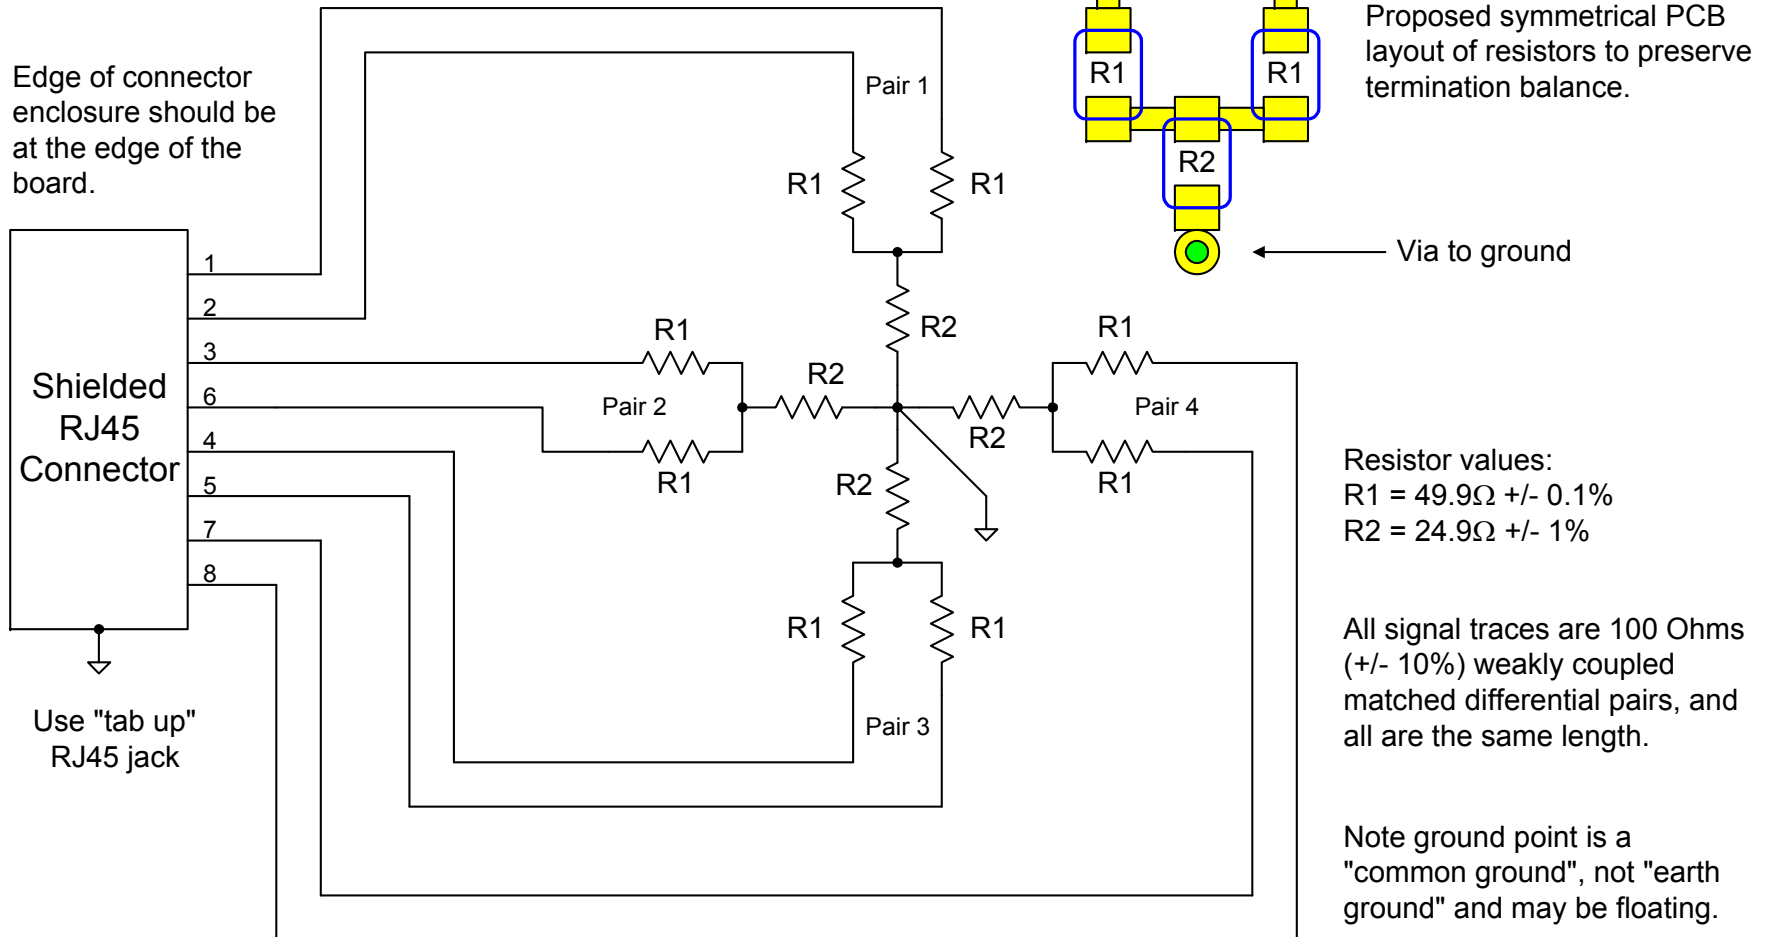 Edge of connector
enclosure should be
at the edge of the
board.
Pair 1
R1
R1
R1
R1
R2
Proposed symmetrical PCB
layout of resistors to preserve
termination balance.
Via to ground
1
2
3
6
4
5
7
8
Shielded
RJ45
Connector
Use "tab up"
RJ45 jack
R2
R1
Pair 2
R1
R2
R1
Pair 4
R1
R2
R2
R1
R1
Pair 3
Resistor values:
R1 = 49.9Ω +/- 0.1%
R2 = 24.9Ω +/- 1%
All signal traces are 100 Ohms
(+/- 10%) weakly coupled
matched differential pairs, and
all are the same length.
Note ground point is a
"common ground", not "earth
ground" and may be floating.